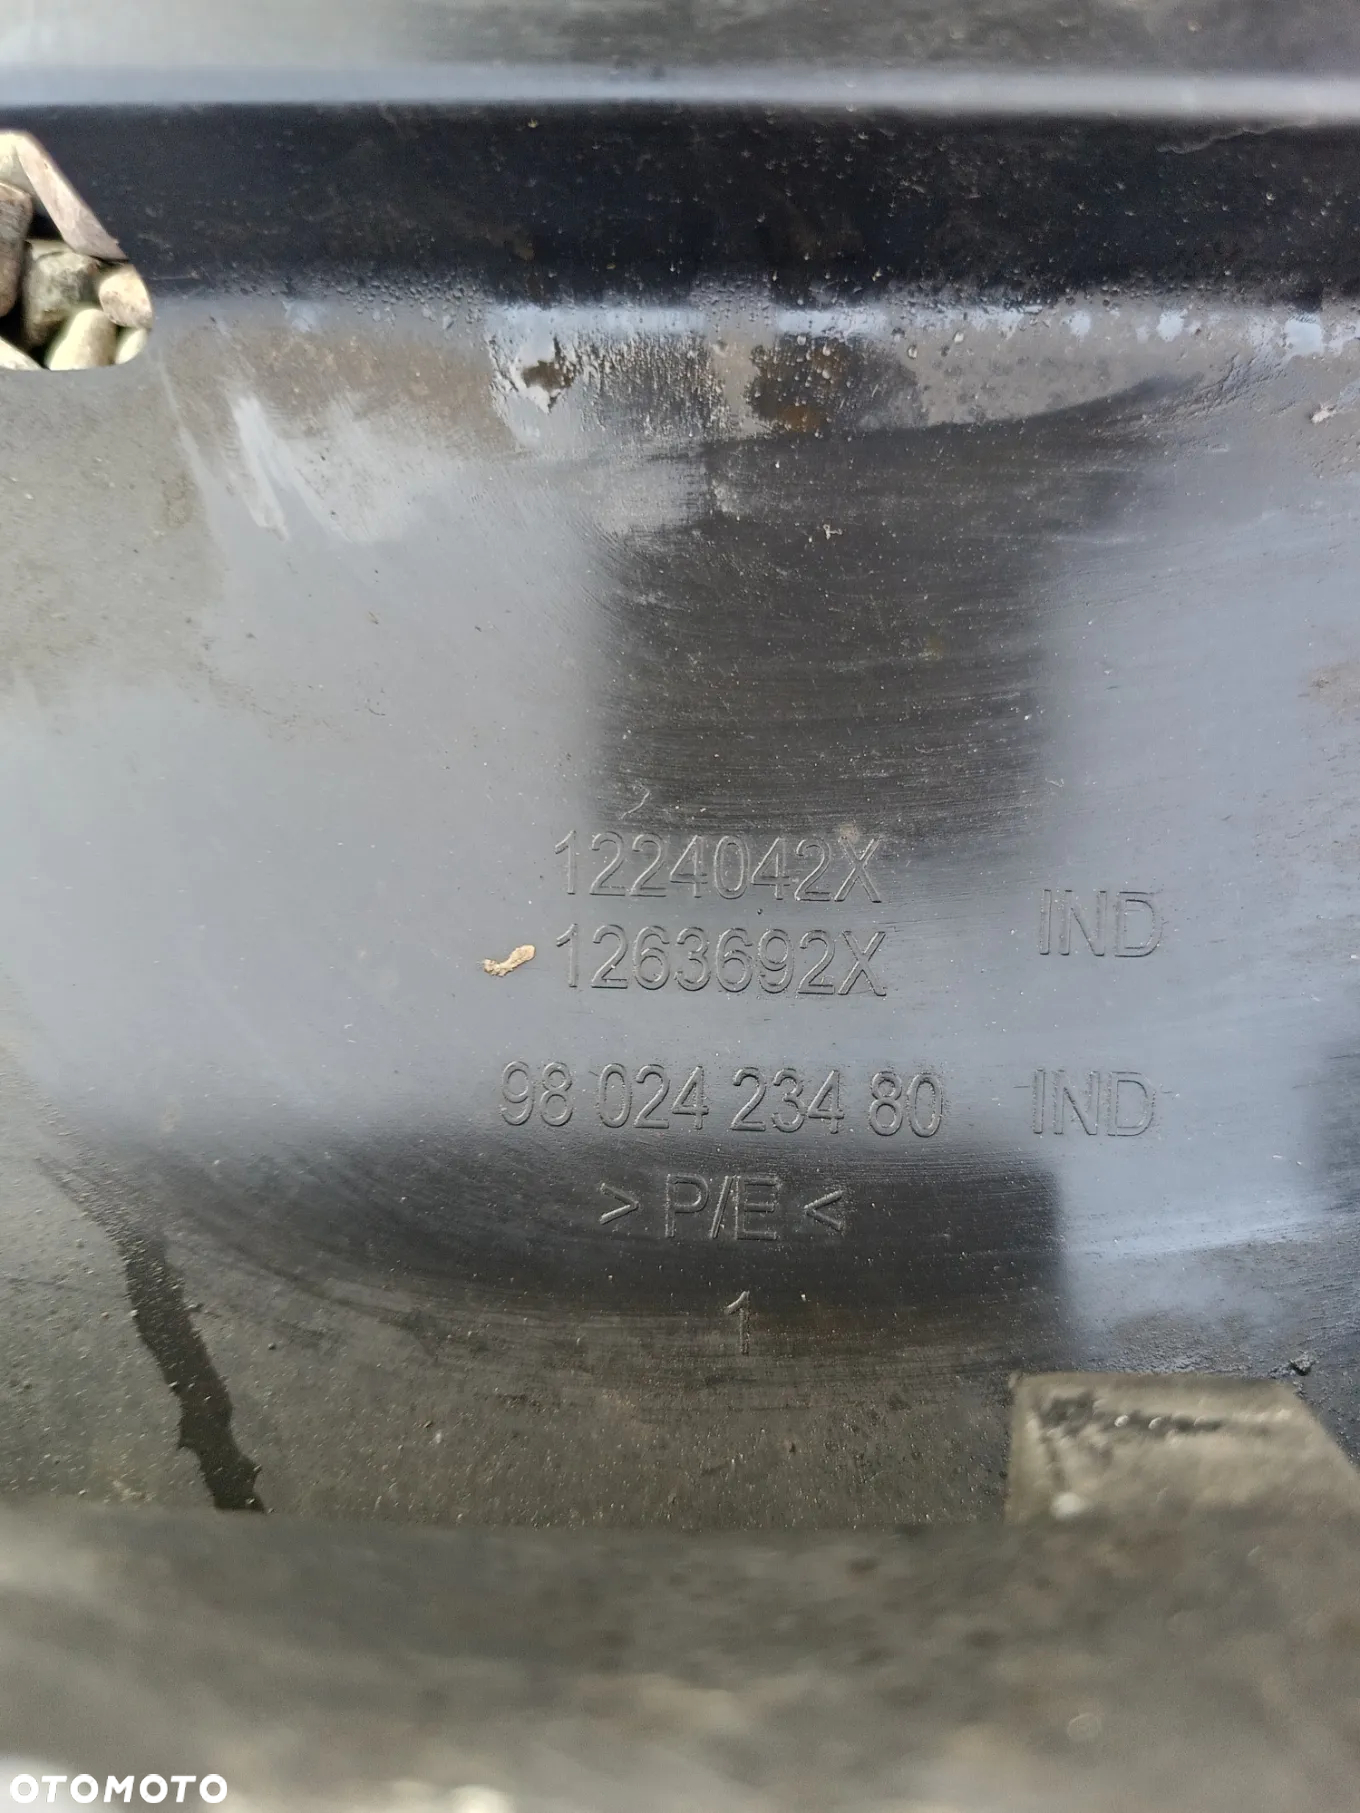 1224042X
IND
1263692X
98 024 234 80 IND
> P/E <
1
OTOMOTO